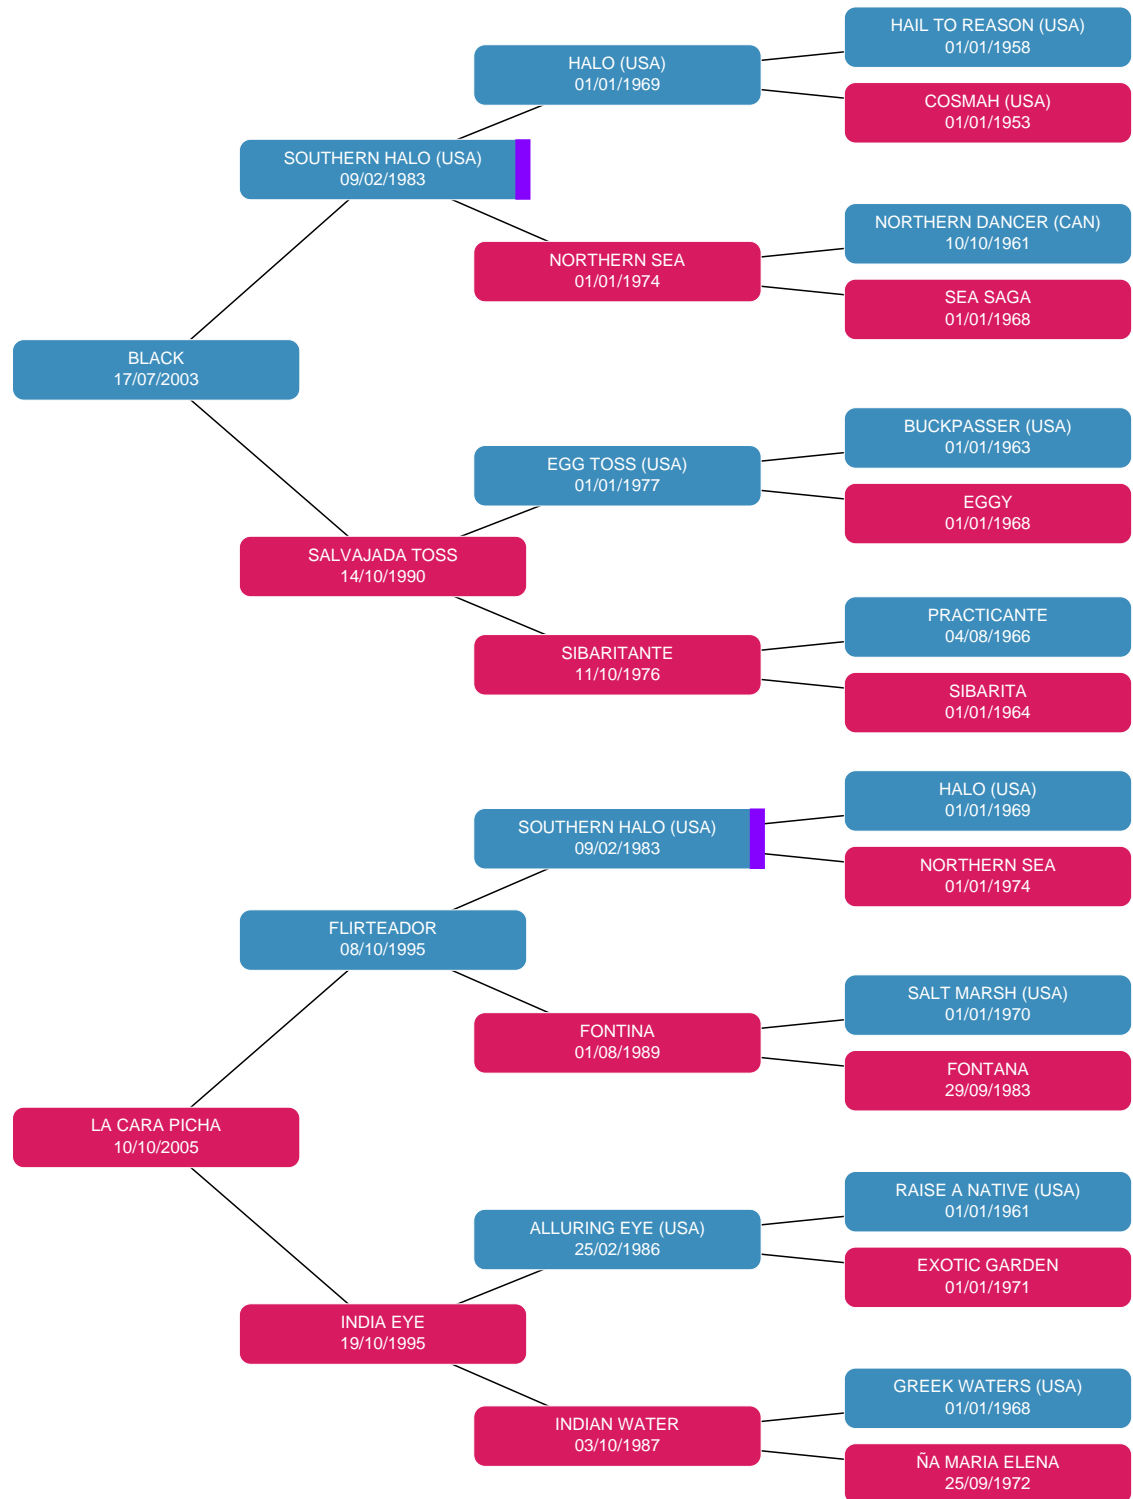 HAIL TO REASON (USA)
01/01/1958
HALO (USA)
01/01/1969
COSMAH (USA)
01/01/1953
SOUTHERN HALO (USA)
09/02/1983
NORTHERN DANCER (CAN)
10/10/1961
NORTHERN SEA
01/01/1974
SEA SAGA
01/01/1968
BLACK
17/07/2003
BUCKPASSER (USA)
01/01/1963
EGG TOSS (USA)
01/01/1977
EGGY
01/01/1968
SALVAJADA TOSS
14/10/1990
PRACTICANTE
04/08/1966
SIBARITANTE
11/10/1976
SIBARITA
01/01/1964
HALO (USA)
01/01/1969
SOUTHERN HALO (USA)
09/02/1983
NORTHERN SEA
01/01/1974
FLIRTEADOR
08/10/1995
SALT MARSH (USA)
01/01/1970
FONTINA
01/08/1989
FONTANA
29/09/1983
LA CARA PICHA
10/10/2005
RAISE A NATIVE (USA)
01/01/1961
ALLURING EYE (USA)
25/02/1986
EXOTIC GARDEN
01/01/1971
INDIA EYE
19/10/1995
GREEK WATERS (USA)
01/01/1968
INDIAN WATER
03/10/1987
ÑA MARIA ELENA
25/09/1972